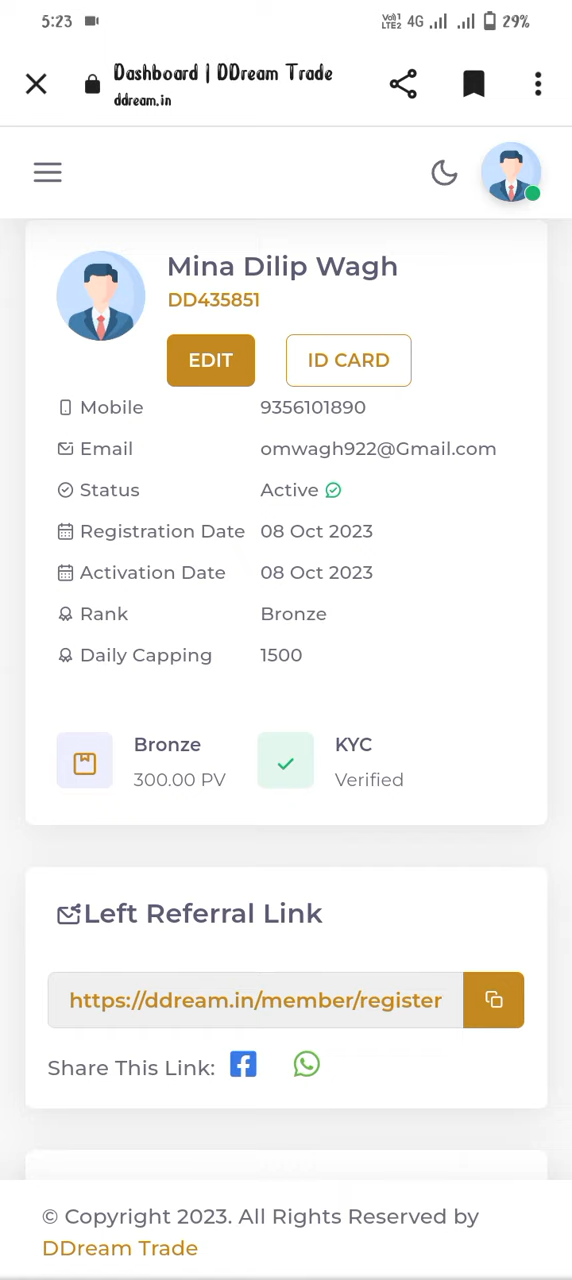 5:23 4G 29%
Dashboard | DDream Trade
ddream.in
Mina Dilip Wagh
DD435851
EDIT ID CARD
Mobile 9356101890
Email omwagh922@Gmail.com
Status Active
Registration Date 08 Oct 2023
Activation Date 08 Oct 2023
Rank Bronze
Daily Capping 1500
Bronze KYC
300.00 PV Verified
Left Referral Link
https://ddream.in/member/register
Share This Link:
© Copyright 2023. All Rights Reserved by
DDream Trade